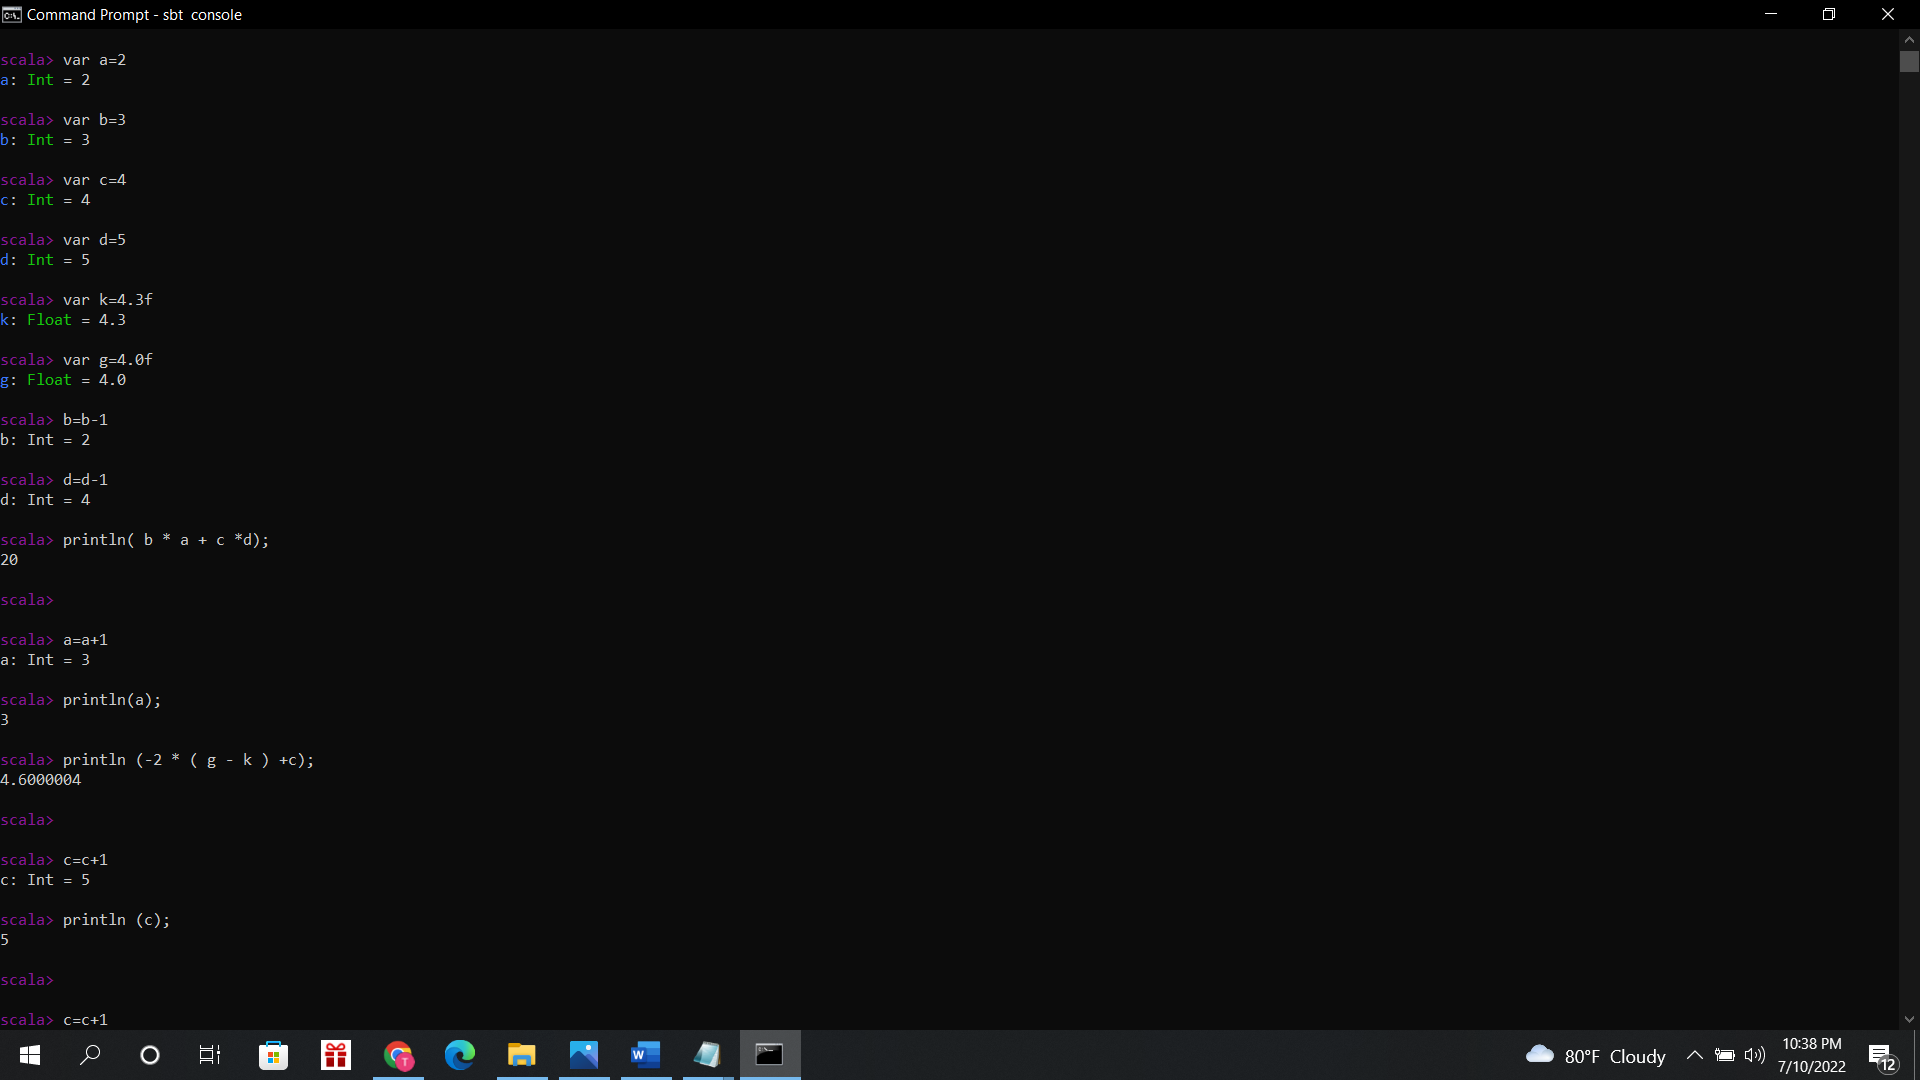 Command Prompt - sbt  console
scala> var a=2
a: Int = 2
scala> var b=3
b: Int = 3
scala> var c=4
c: Int = 4
scala> var d=5
d: Int = 5
scala> var k=4.3f
k: Float = 4.3
scala> var g=4.0f
g: Float = 4.0
scala> b=b-1
b: Int = 2
scala> d=d-1
d: Int = 4
scala> println( b * a + c *d);
20
scala>
scala> a=a+1
a: Int = 3
scala> println(a);
3
scala> println (-2 * ( g - k ) +c);
4.6000004
scala>
scala> c=c+1
c: Int = 5
scala> println (c);
5
scala>
scala> c=c+1
80°F  Cloudy
10:38 PM
7/10/2022
12